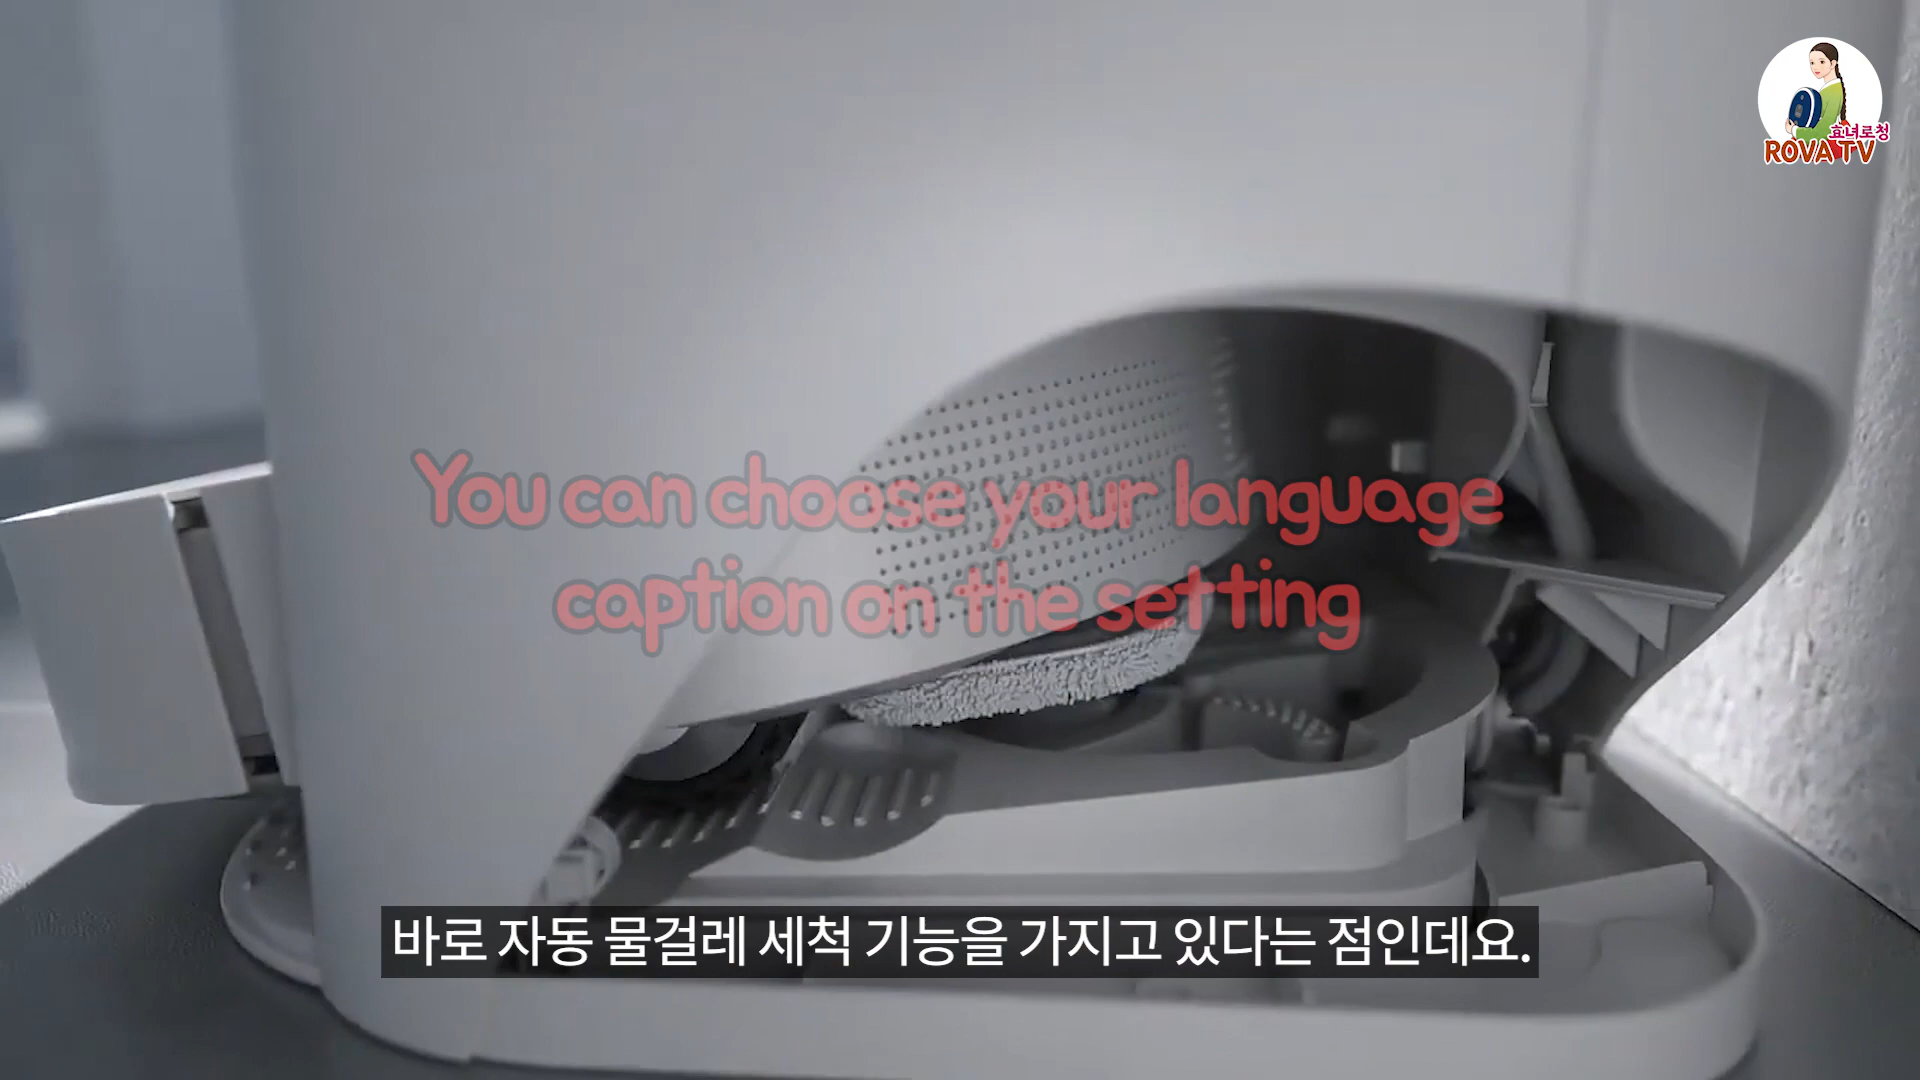 효녀로청
ROVA TV
You can choose your language
caption on the setting
바로 자동 물걸레 세척 기능을 가지고 있다는 점인데요.